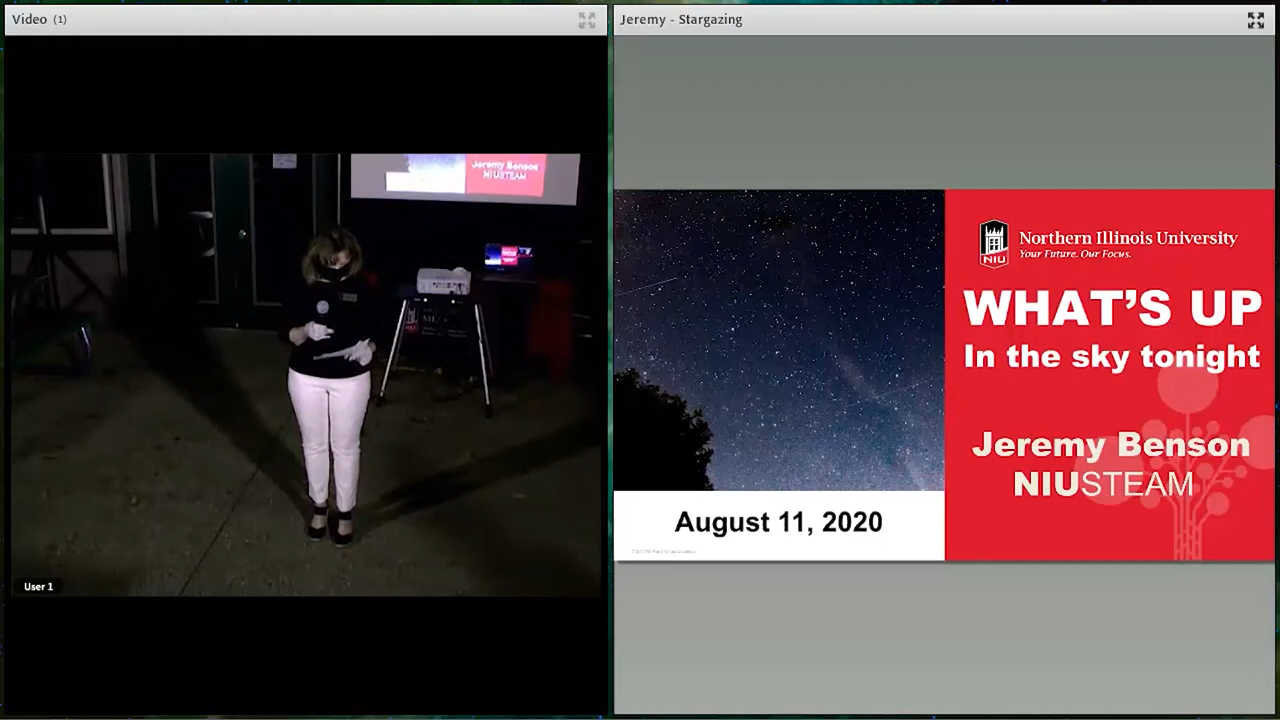 Video (1)
Jeremy Benson
NIUSTEAM
User 1
Jeremy - Stargazing
NIU
Northern Illinois University
Your Future. Our Focus.
WHAT'S UP
In the sky tonight
Jeremy Benson
NIUSTEAM
August 11, 2020